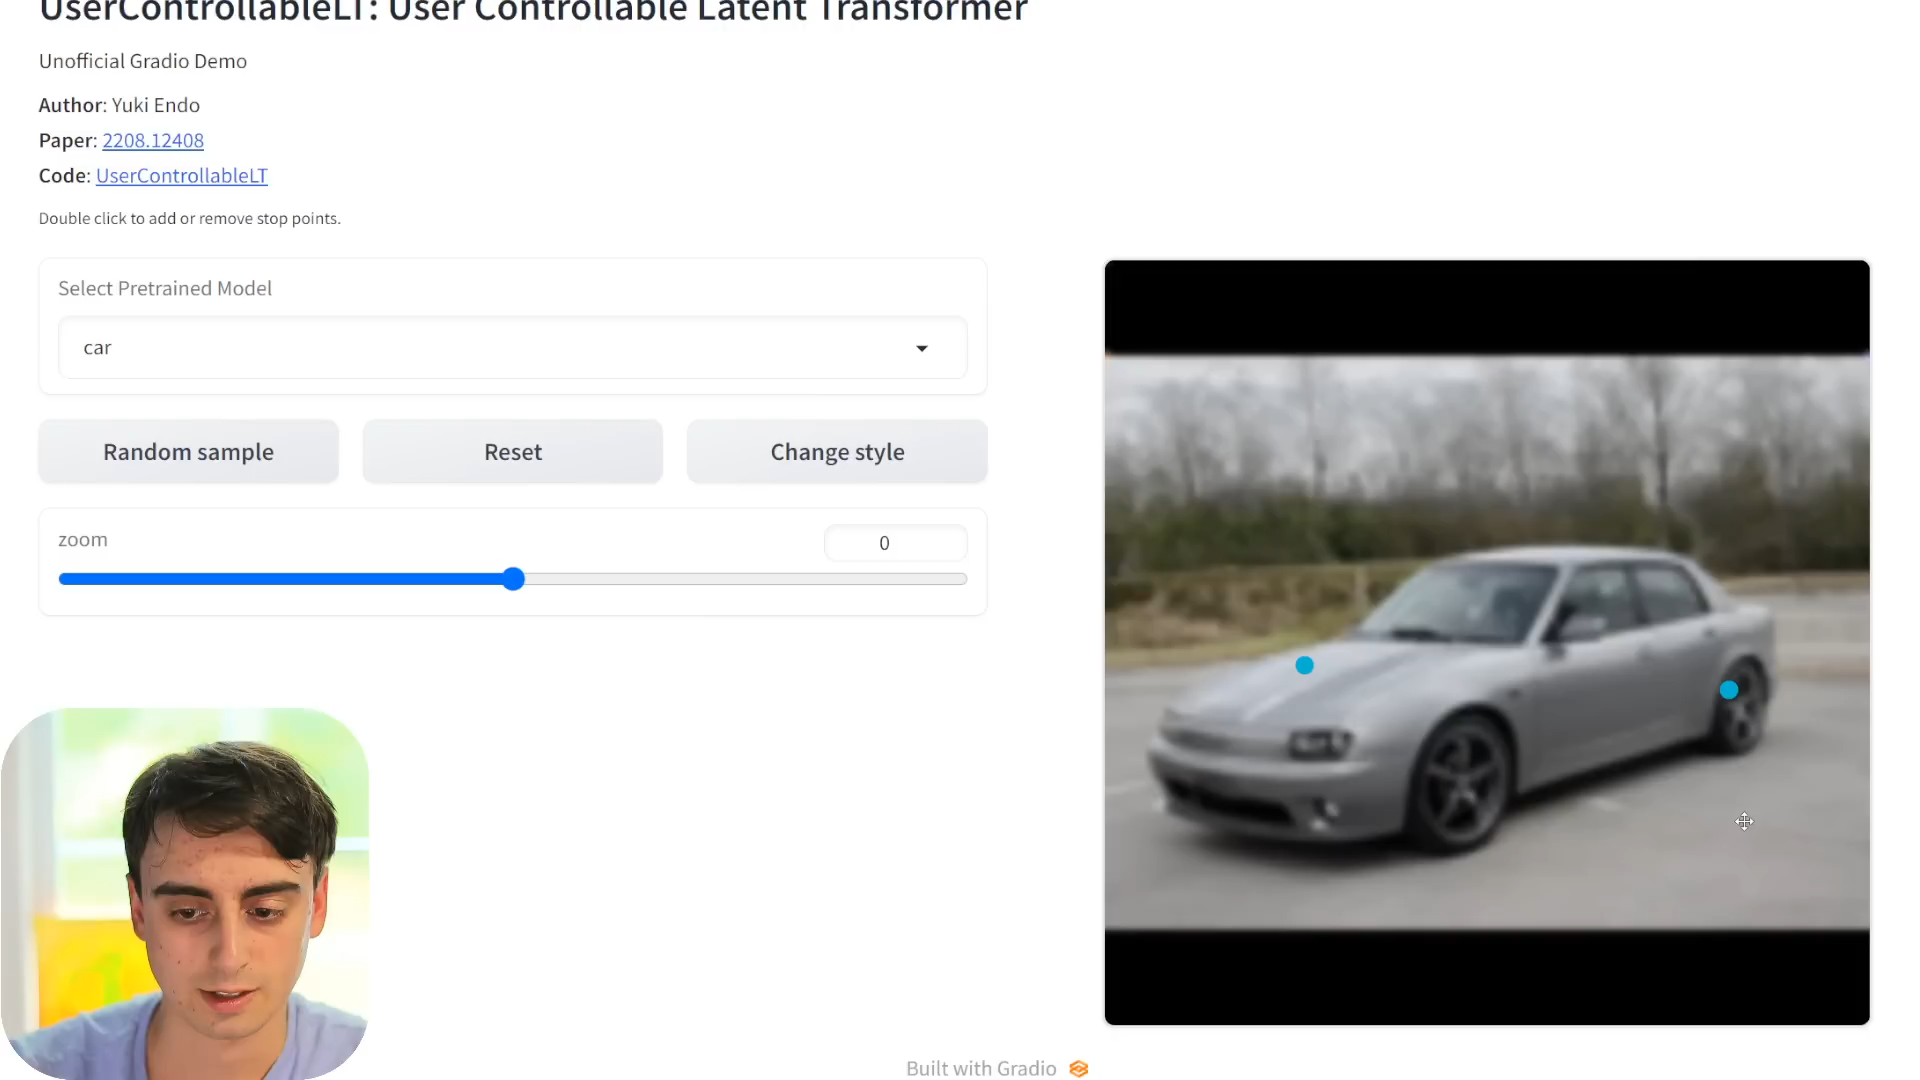 UserControllableLT: User Controllable Latent Transformer
Unofficial Gradio Demo
Author: Yuki Endo
Paper: 2208.12408
Code: UserControllableLT
Double click to add or remove stop points.
Select Pretrained Model
car
Random sample
Reset
Change style
zoom
0
Built with Gradio